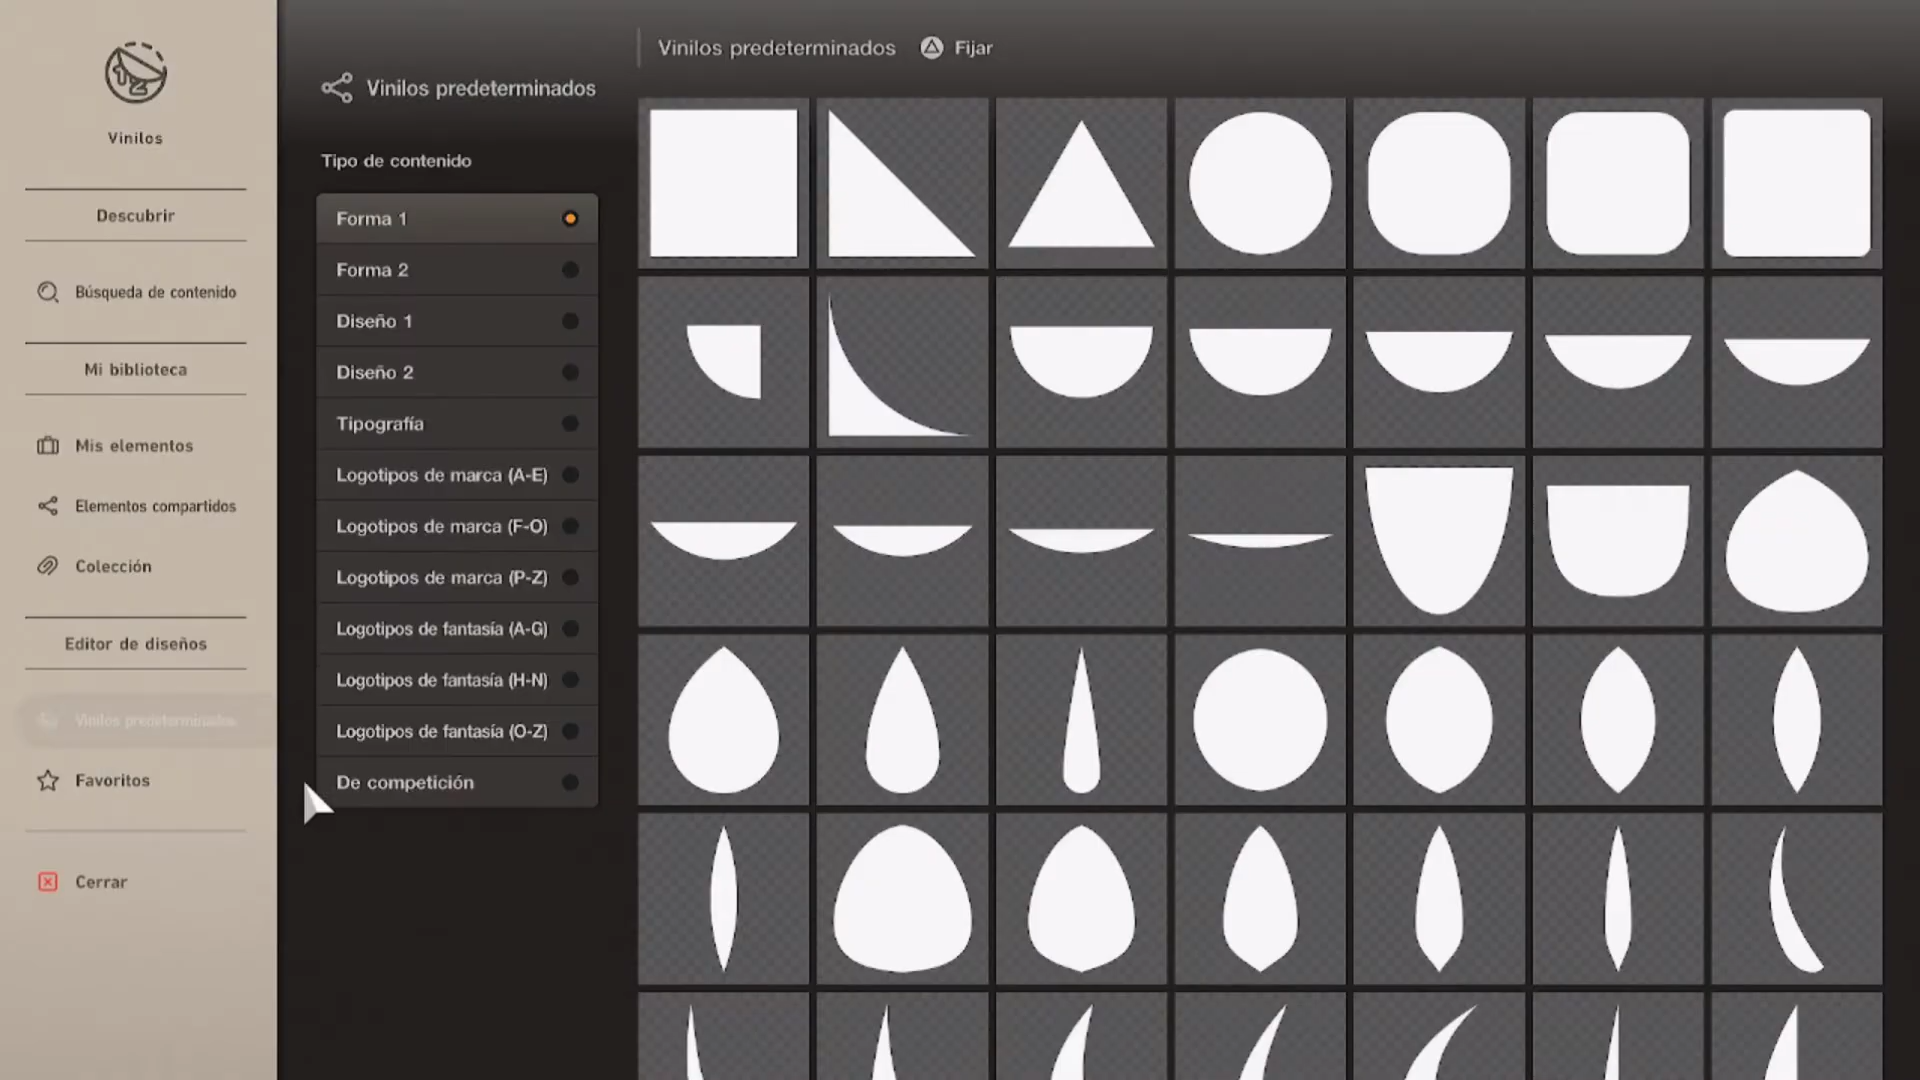 Vinilos
Descubrir
Búsqueda de contenido
Mi biblioteca
Mis elementos
Elementos compartidos
Colección
Editor de diseños
Vinilos predeterminados
Favoritos
Cerrar
Vinilos predeterminados
Tipo de contenido
Forma 1
Forma 2
Diseño 1
Diseño 2
Tipografía
Logotipos de marca (A-E)
Logotipos de marca (F-O)
Logotipos de marca (P-Z)
Logotipos de fantasía (A-G)
Logotipos de fantasía (H-N)
Logotipos de fantasía (O-Z)
De competición
Vinilos predeterminados Fijar